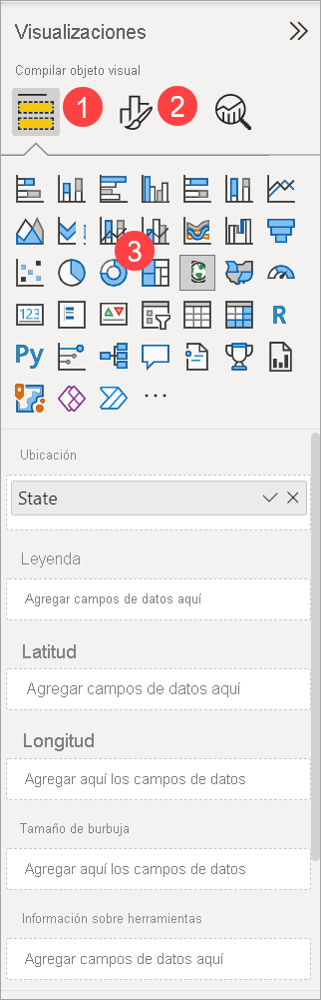 Visualizaciones
Compilar objeto visual
1
2
3
123
R
Py
Ubicación
State
Leyenda
Agregar campos de datos aquí
Latitud
Agregar campos de datos aquí
Longitud
Agregar aquí los campos de datos
Tamaño de burbuja
Agregar aquí los campos de datos
Información sobre herramientas
Agregar campos de datos aquí